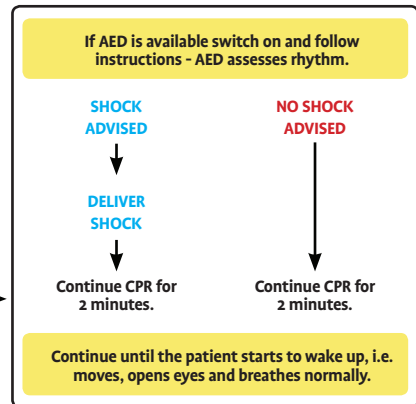 If AED is available switch on and follow
instructions - AED assesses rhythm.
SHOCK
ADVISED
DELIVER
SHOCK
Continue CPR for
2 minutes.
NO SHOCK
ADVISED
Continue CPR for
2 minutes.
Continue until the patient starts to wake up, i.e.
moves, opens eyes and breathes normally.